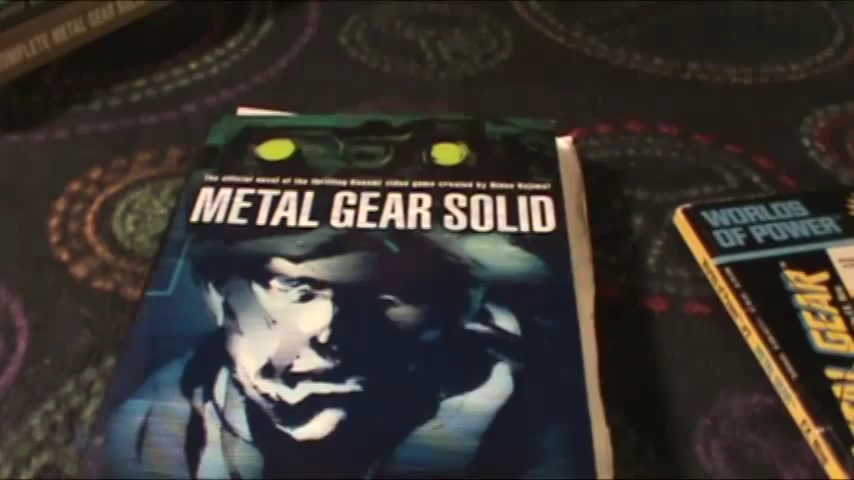 COMPLETE METAL GEAR SOLID
The official novel of the thrilling Konami video game created by Hideo Kojima!
METAL GEAR SOLID
WORLDS
OF POWER
GEAR